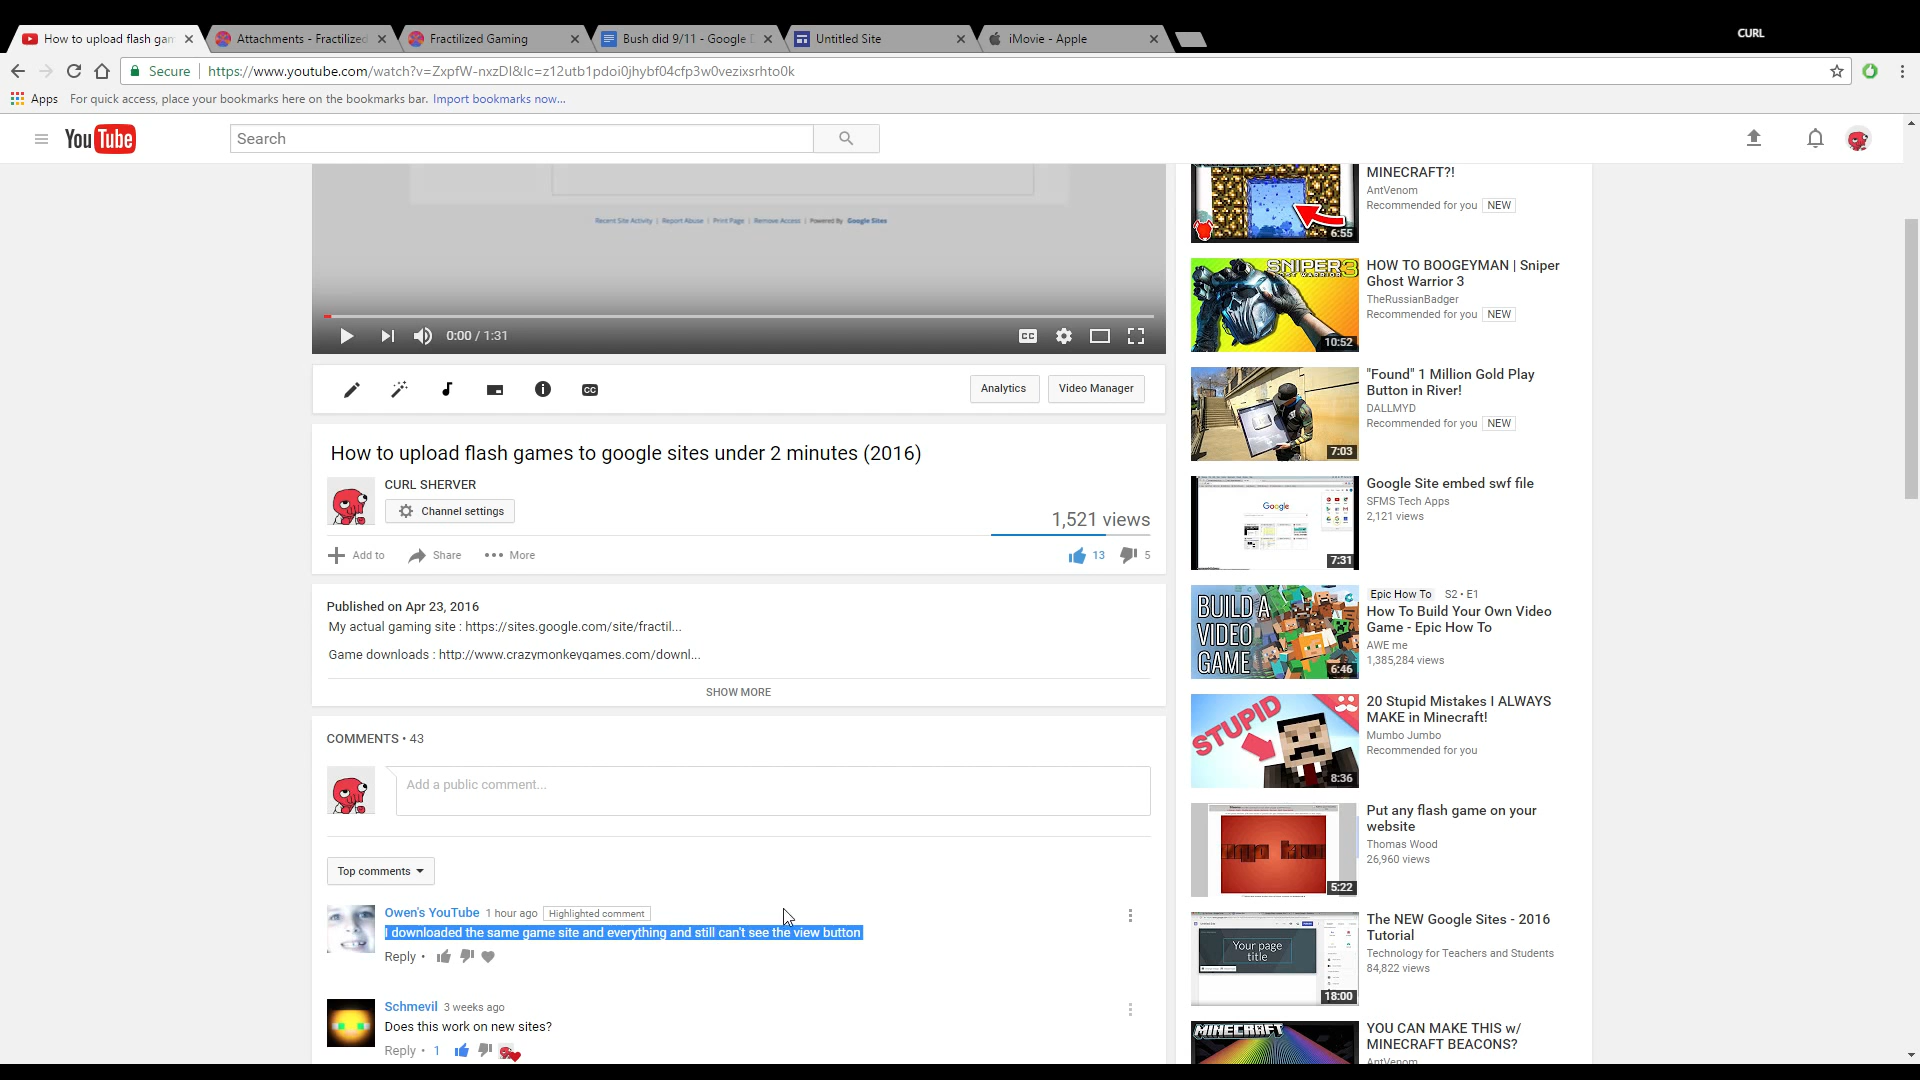 How to upload flash gam
Attachments - Fractilized
Fractilized Gaming
Bush did 9/11 - Google D
Untitled Site
iMovie - Apple
CURL
Secure
https://www.youtube.com/watch?v=ZxpfW-nxzDI&lc=z12utb1pdoi0jhybf04cfp3w0vezixsrhto0k
Apps For quick access, place your bookmarks here on the bookmarks bar. Import bookmarks now...
YouTube
Search
Recent Site Activity | Report Abuse | Print Page | Remove Access | Powered By Google Sites
0:00 / 1:31
CC
CC
Analytics
Video Manager
How to upload flash games to google sites under 2 minutes (2016)
CURL SHERVER
Channel settings
1,521 views
Add to
Share
More
13
5
Published on Apr 23, 2016
My actual gaming site : https://sites.google.com/site/fractil...
Game downloads : http://www.crazymonkeygames.com/downl...
SHOW MORE
COMMENTS • 43
Add a public comment...
Top comments
Owen's YouTube 1 hour ago Highlighted comment
I downloaded the same game site and everything and still can't see the view button
Reply •
Schmevil 3 weeks ago
Does this work on new sites?
Reply • 1
MINECRAFT?!
AntVenom
Recommended for you NEW
6:55
SNIPER 3
10:52
HOW TO BOOGEYMAN | Sniper
Ghost Warrior 3
TheRussianBadger
Recommended for you NEW
7:03
"Found" 1 Million Gold Play
Button in River!
DALLMYD
Recommended for you NEW
Google
7:31
Google Site embed swf file
SFMS Tech Apps
2,121 views
BUILD A
VIDEO
GAME
6:46
Epic How To S2 • E1
How To Build Your Own Video
Game - Epic How To
AWE me
1,385,284 views
STUPID
8:36
20 Stupid Mistakes I ALWAYS
MAKE in Minecraft!
Mumbo Jumbo
Recommended for you
5:22
Put any flash game on your
website
Thomas Wood
26,960 views
Your page
title
18:00
The NEW Google Sites - 2016
Tutorial
Technology for Teachers and Students
84,822 views
MINECRAFT
YOU CAN MAKE THIS w/
MINECRAFT BEACONS?
AntVenom